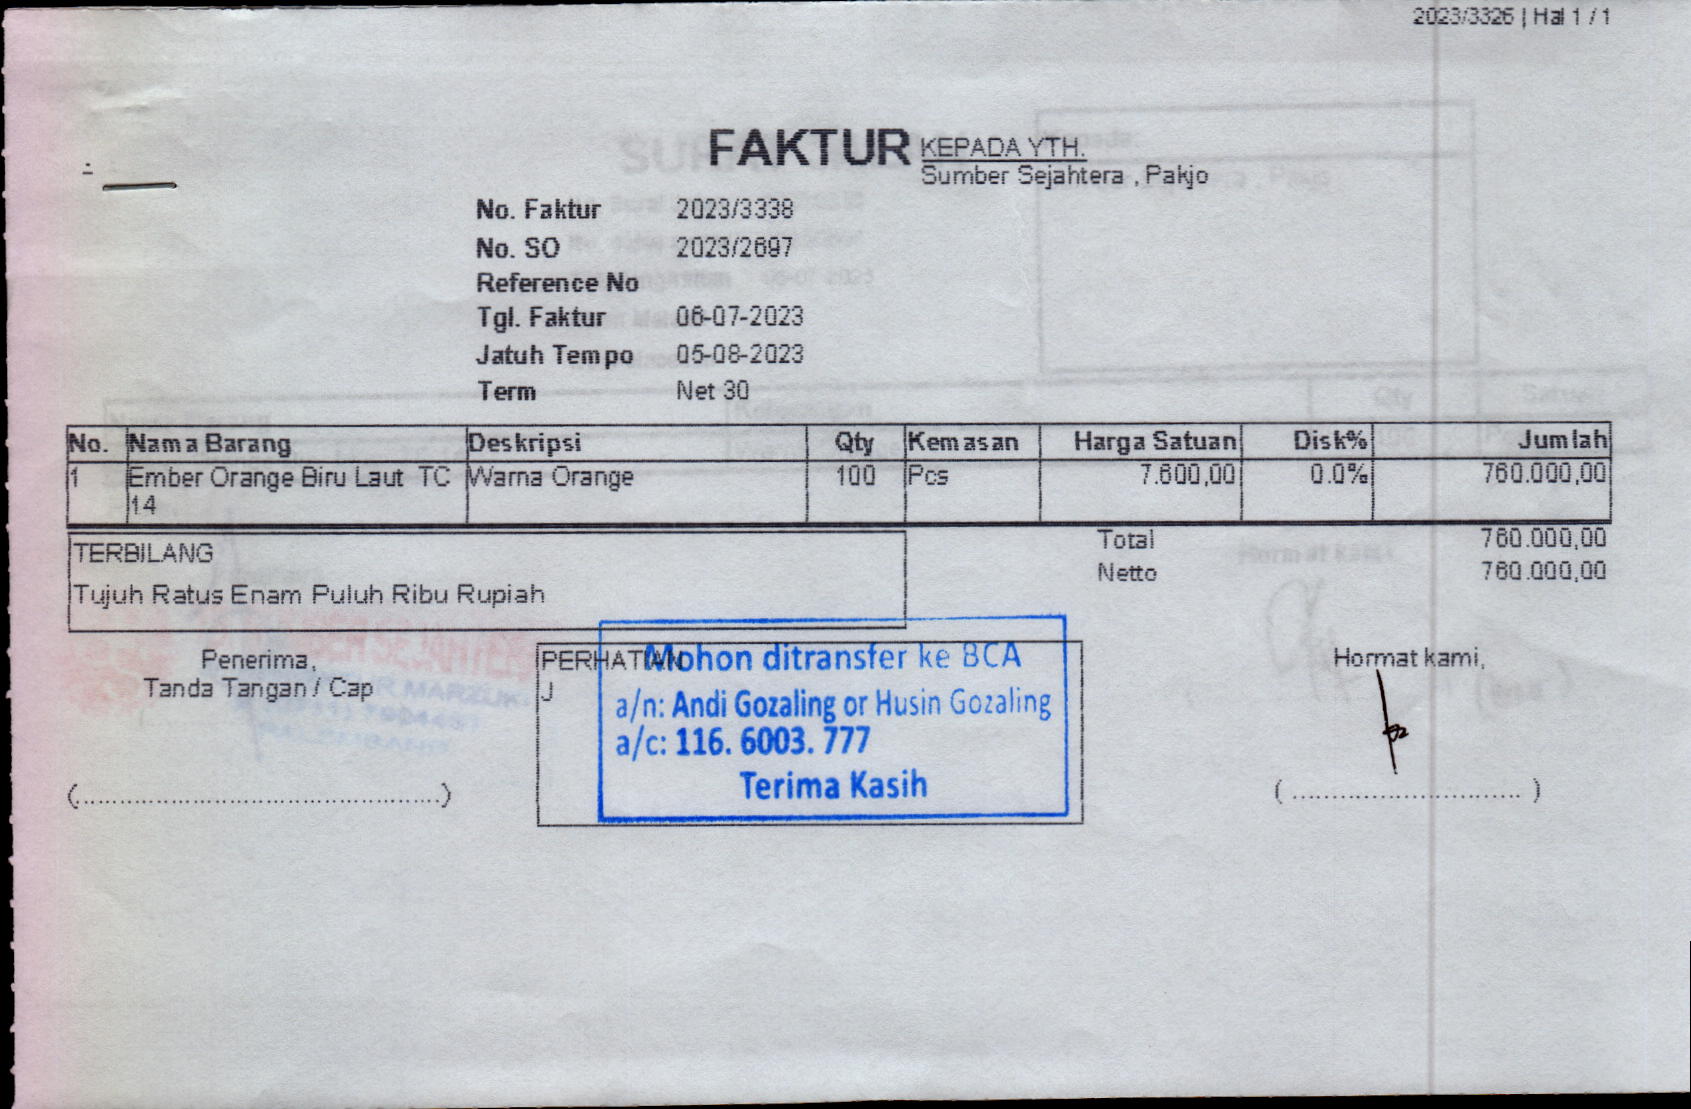 2023/3326 | Hal 1 / 1
FAKTUR
KEPADA YTH.
Sumber Sejahtera , Pakjo
No. Faktur 2023/3338
No. SO 2023/2697
Reference No
Tgl. Faktur 06-07-2023
Jatuh Tempo 05-08-2023
Term Net 30
No. Nama Barang Deskripsi Qty Kemasan Harga Satuan Disk% Jumlah
1 Ember Orange Biru Laut TC Warna Orange 100 Pcs 7.600,00 0.0% 760.000,00
14
Total 760.000,00
Netto 760.000,00
TERBILANG
Tujuh Ratus Enam Puluh Ribu Rupiah
Penerima,
Tanda Tangan / Cap
(...............................................)
PERHATIAN
J
Mohon ditransfer ke BCA
a/n: Andi Gozaling or Husin Gozaling
a/c: 116. 6003. 777
Terima Kasih
Hormat kami,
( ............................. )